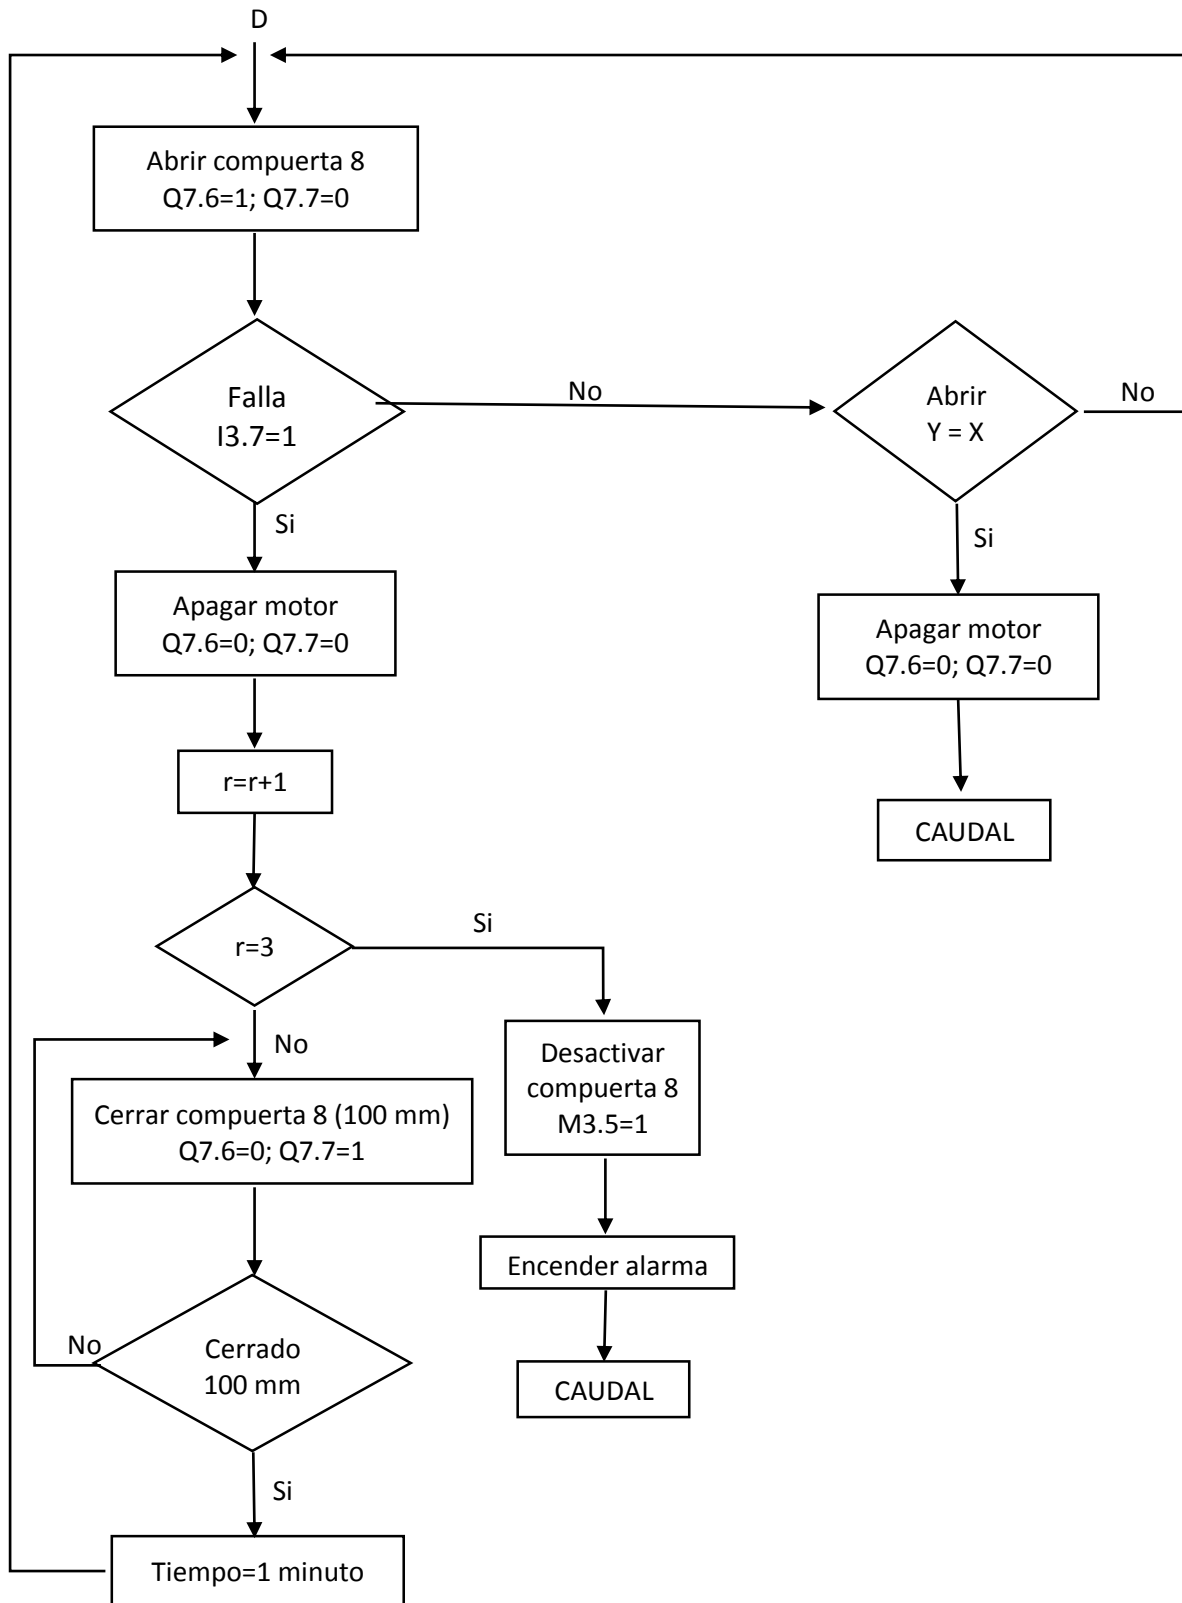 D
Abrir compuerta 8
Q7.6=1; Q7.7=0
Falla
I3.7=1
No
Abrir
Y = X
No
Si
Si
Apagar motor
Q7.6=0; Q7.7=0
Apagar motor
Q7.6=0; Q7.7=0
r=r+1
CAUDAL
r=3
Si
No
Desactivar
compuerta 8
M3.5=1
Cerrar compuerta 8 (100 mm)
Q7.6=0; Q7.7=1
Encender alarma
No
Cerrado
100 mm
CAUDAL
Si
Tiempo=1 minuto